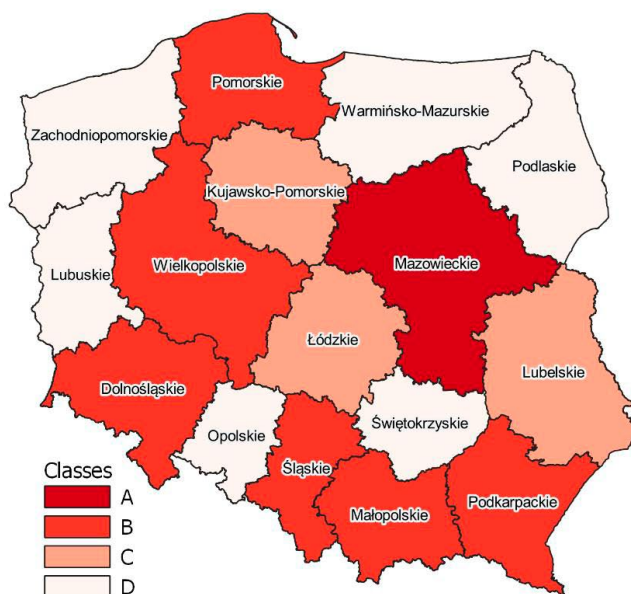 Pomorskie
Warmińsko-Mazurskie
Zachodniopomorskie
Podlaskie
Kujawsko-Pomorskie
Mazowieckie
Wielkopolskie
Lubuskie
Łódzkie
Lubelskie
Dolnośląskie
Świętokrzyskie
Opolskie
Śląskie
Podkarpackie
Małopolskie
Classes
A
B
C
D